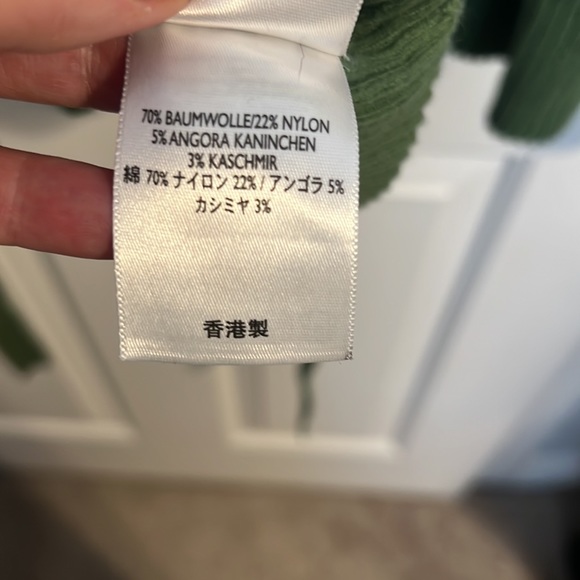 70% BAUMWOLLE/22% NYLON
5% ANGORA KANINCHEN
3% KASCHMIR
綿 70% ナイロン 22% / アンゴラ 5%
カシミヤ 3%
香港製